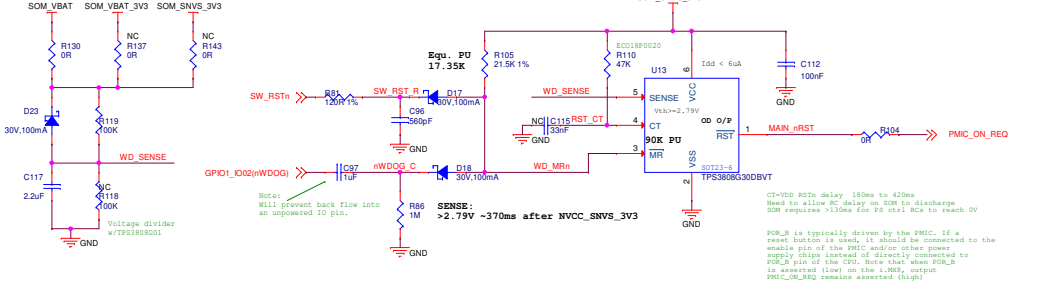 SOM_VBAT SOM_VBAT_3V3 SOM_SNVS_3V3
R130
0R
NC
R137
0R
NC
R143
0R
D23
30V,100mA
R119
100K
WD_SENSE
C117
2.2uF
NC
R118
100K
Voltage divider
w/TPS3808G01
GND
Equ. PU
17.35K
R105
21.5K 1%
ECO18P0020
R110
47K
SW_RSTn
R81
120R 1%
SW_RST_R
D17
30V,100mA
C96
560pF
GND
GPIO1_IO02(nWDOG)
C97
1uF
nWDOG_C
D18
30V,100mA
Note:
Will prevent back flow into
an unpowered IO pin.
R86
1M
GND
SENSE:
>2.79V ~370ms after NVCC_SNVS_3V3
WD_SENSE
NC
C115
33nF
RST_CT
GND
WD_MRn
U13
Idd < 6uA
6
VCC
5
SENSE
Vth>=2.79V
OD O/P
4
CT
90K PU
3
MR
RST
1
VSS
SOT23-6
2
TPS3808G30DBVT
GND
C112
100nF
GND
MAIN_nRST
R104
0R
PMIC_ON_REQ
CT=VDD RSTn delay 180ms to 420ms
Need to allow RC delay on SOM to discharge
SOM requires >130ms for PS ctrl RCs to reach 0V
POR_B is typically driven by the PMIC. If a
reset button is used, it should be connected to the
enable pin of the PMIC and/or other power
supply chips instead of directly connected to
POR_B pin of the CPU. Note that when POR_B
is asserted (low) on the i.MX8, output
PMIC_ON_REQ remains asserted (high)